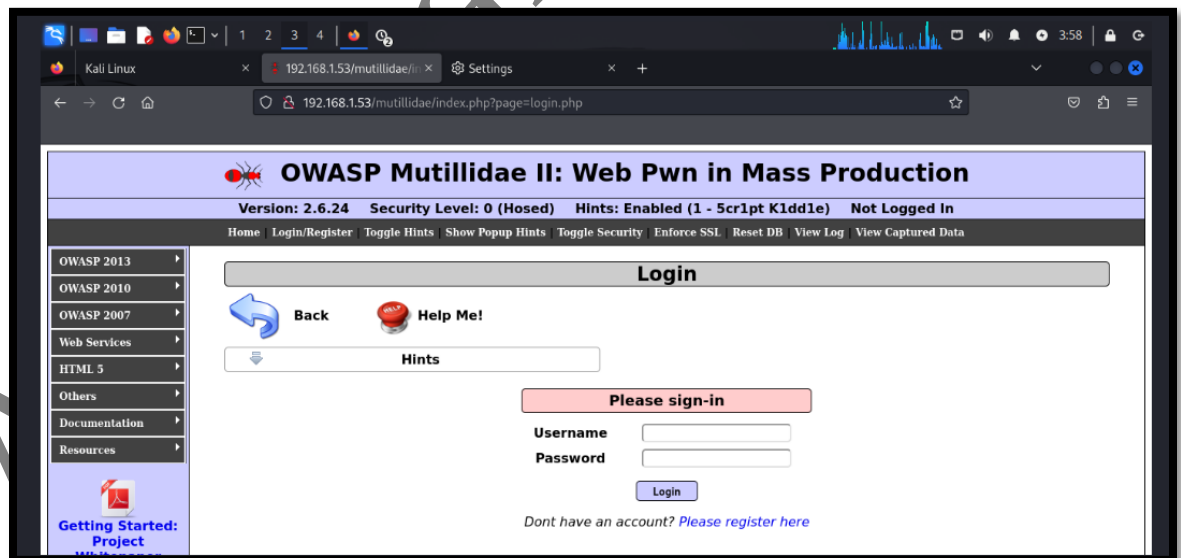 1 2 3 4 3:58
Kali Linux 192.168.1.53/mutillidae/in Settings
192.168.1.53/mutillidae/index.php?page=login.php
OWASP Mutillidae II: Web Pwn in Mass Production
Version: 2.6.24 Security Level: 0 (Hosed) Hints: Enabled (1 - 5cr1pt K1dd1e) Not Logged In
Home | Login/Register | Toggle Hints | Show Popup Hints | Toggle Security | Enforce SSL | Reset DB | View Log | View Captured Data
OWASP 2013
OWASP 2010
OWASP 2007
Web Services
HTML 5
Others
Documentation
Resources
Getting Started:
Project
Whitepaper
Login
Back
HELP
Help Me!
Hints
Please sign-in
Username
Password
Login
Dont have an account? Please register here